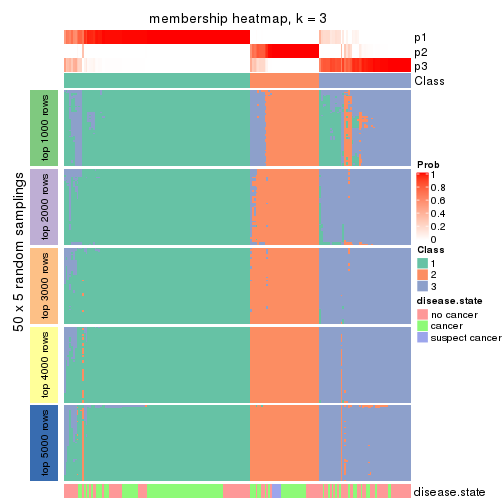 membership heatmap, k = 3
p1
p2
p3
Class
50 x 5 random samplings
top 1000 rows
top 2000 rows
top 3000 rows
top 4000 rows
top 5000 rows
Prob
1
0.8
0.6
0.4
0.2
0
Class
1
2
3
disease.state
no cancer
cancer
suspect cancer
disease.state